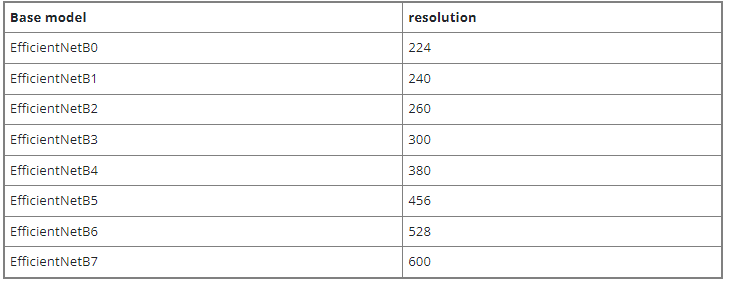 Base model resolution
EfficientNetB0 224
EfficientNetB1 240
EfficientNetB2 260
EfficientNetB3 300
EfficientNetB4 380
EfficientNetB5 456
EfficientNetB6 528
EfficientNetB7 600